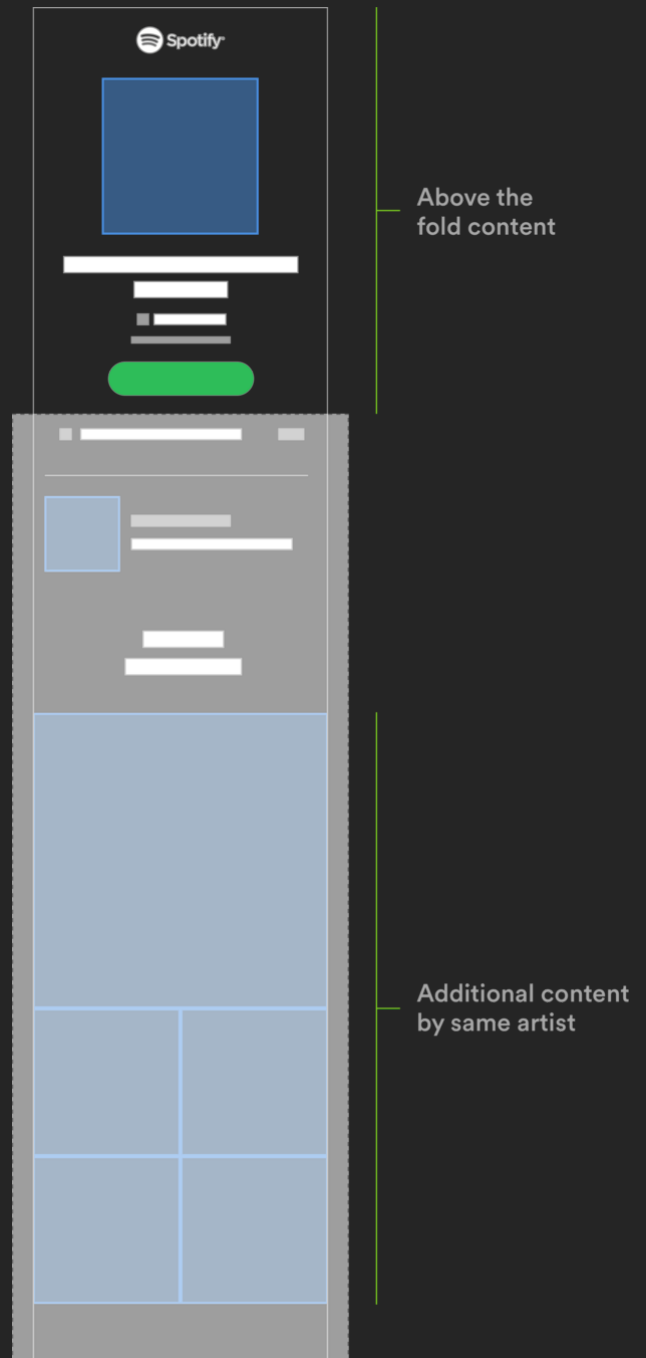 Spotify
Above the
fold content
Additional content
by same artist